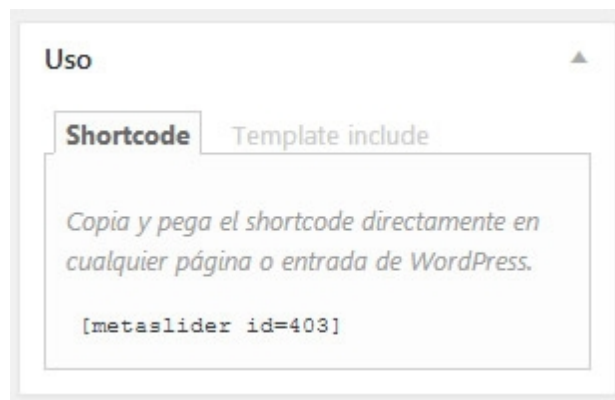 Uso
Shortcode Template include
Copia y pega el shortcode directamente en
cualquier página o entrada de WordPress.
[metaslider id=403]